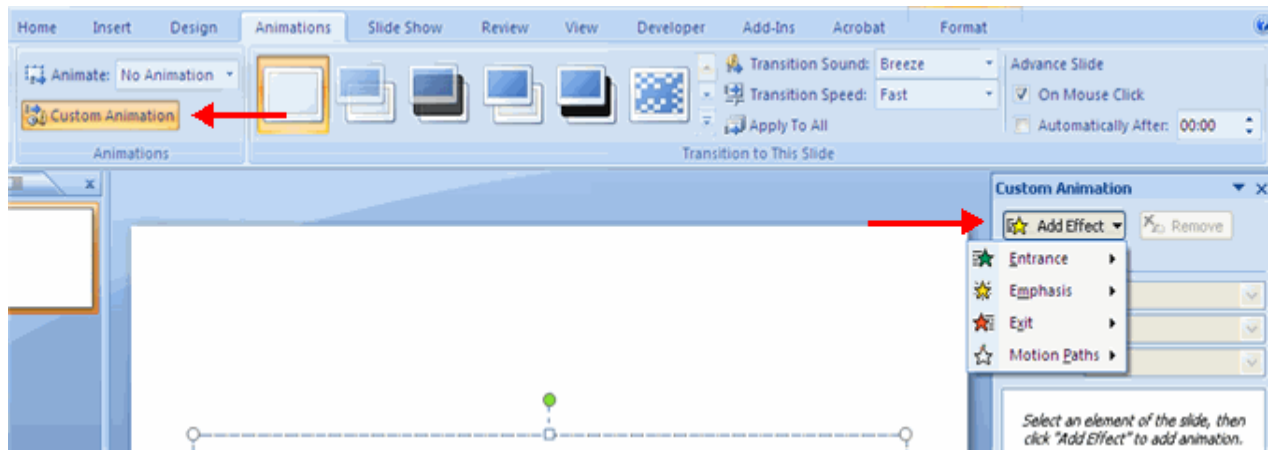 Home Insert Design Animations Slide Show Review View Developer Add-Ins Acrobat Format
Animate: No Animation
Custom Animation
Animations
Transition Sound: Breeze
Transition Speed: Fast
Apply To All
Transition to This Slide
Advance Slide
On Mouse Click
Automatically After: 00:00
Custom Animation
Add Effect Remove
Entrance
Emphasis
Exit
Motion Paths
Select an element of the slide, then
click "Add Effect" to add animation.